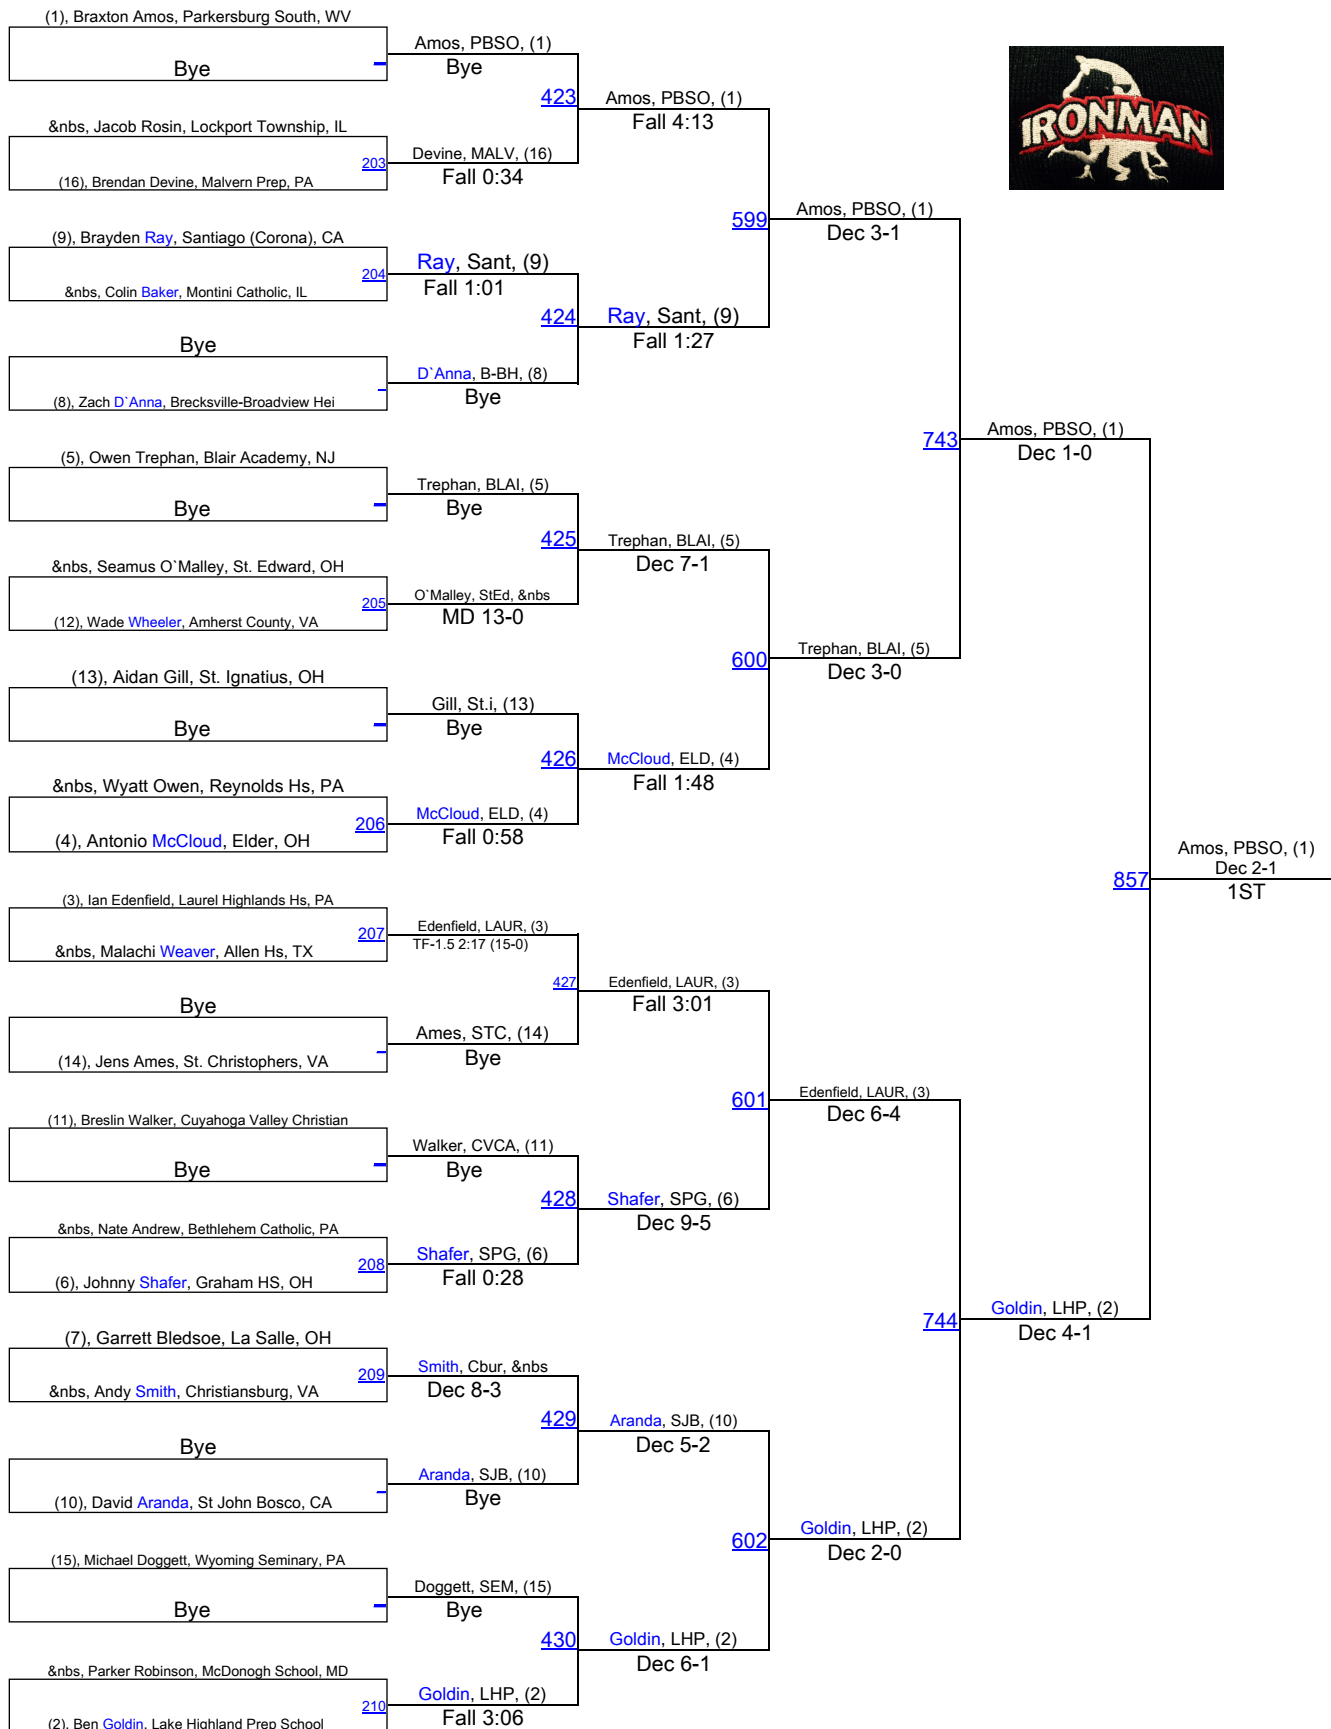 (1), Braxton Amos, Parkersburg South, WV
Bye
&nbs, Jacob Rosin, Lockport Township, IL
203
(16), Brendan Devine, Malvern Prep, PA
(9), Brayden Ray, Santiago (Corona), CA
204
&nbs, Colin Baker, Montini Catholic, IL
Bye
(8), Zach D`Anna, Brecksville-Broadview Hei
(5), Owen Trephan, Blair Academy, NJ
Bye
&nbs, Seamus O`Malley, St. Edward, OH
205
(12), Wade Wheeler, Amherst County, VA
(13), Aidan Gill, St. Ignatius, OH
Bye
&nbs, Wyatt Owen, Reynolds Hs, PA
206
(4), Antonio McCloud, Elder, OH
(3), Ian Edenfield, Laurel Highlands Hs, PA
207
&nbs, Malachi Weaver, Allen Hs, TX
Bye
(14), Jens Ames, St. Christophers, VA
(11), Breslin Walker, Cuyahoga Valley Christian
Bye
&nbs, Nate Andrew, Bethlehem Catholic, PA
208
(6), Johnny Shafer, Graham HS, OH
(7), Garrett Bledsoe, La Salle, OH
209
&nbs, Andy Smith, Christiansburg, VA
Bye
(10), David Aranda, St John Bosco, CA
(15), Michael Doggett, Wyoming Seminary, PA
Bye
&nbs, Parker Robinson, McDonogh School, MD
210
(2), Ben Goldin, Lake Highland Prep School
Amos, PBSO, (1)
Bye
423
Devine, MALV, (16)
Fall 0:34
Ray, Sant, (9)
Fall 1:01
424
D`Anna, B-BH, (8)
Bye
Trephan, BLAI, (5)
Bye
425
O`Malley, StEd, &nbs
MD 13-0
Gill, St.i, (13)
Bye
426
McCloud, ELD, (4)
Fall 0:58
Edenfield, LAUR, (3)
TF-1.5 2:17 (15-0)
427
Ames, STC, (14)
Bye
Walker, CVCA, (11)
Bye
428
Shafer, SPG, (6)
Fall 0:28
Smith, Cbur, &nbs
Dec 8-3
429
Aranda, SJB, (10)
Bye
Doggett, SEM, (15)
Bye
430
Goldin, LHP, (2)
Fall 3:06
Amos, PBSO, (1)
Fall 4:13
599
Ray, Sant, (9)
Fall 1:27
Trephan, BLAI, (5)
Dec 7-1
600
McCloud, ELD, (4)
Fall 1:48
Edenfield, LAUR, (3)
Fall 3:01
601
Shafer, SPG, (6)
Dec 9-5
Aranda, SJB, (10)
Dec 5-2
602
Goldin, LHP, (2)
Dec 6-1
Amos, PBSO, (1)
Dec 3-1
743
Trephan, BLAI, (5)
Dec 3-0
Edenfield, LAUR, (3)
Dec 6-4
744
Goldin, LHP, (2)
Dec 2-0
IRONMAN
Amos, PBSO, (1)
Dec 1-0
857
Goldin, LHP, (2)
Dec 4-1
Amos, PBSO, (1)
Dec 2-1
1ST